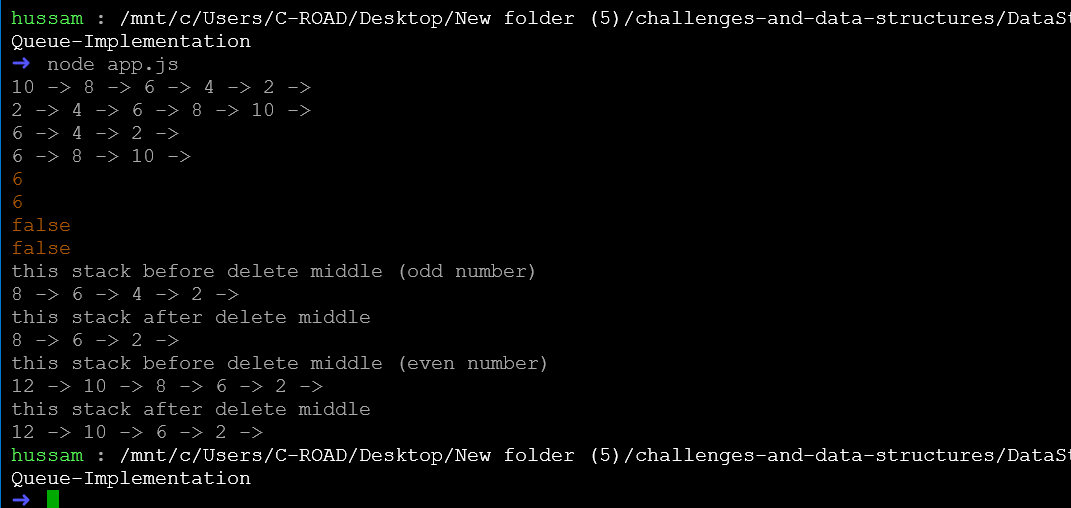 hussam : /mnt/c/Users/C-ROAD/Desktop/New folder (5)/challenges-and-data-structures/DataSt
Queue-Implementation
➜ node app.js
10 -> 8 -> 6 -> 4 -> 2 ->
2 -> 4 -> 6 -> 8 -> 10 ->
6 -> 4 -> 2 ->
6 -> 8 -> 10 ->
6
6
false
false
this stack before delete middle (odd number)
8 -> 6 -> 4 -> 2 ->
this stack after delete middle
8 -> 6 -> 2 ->
this stack before delete middle (even number)
12 -> 10 -> 8 -> 6 -> 2 ->
this stack after delete middle
12 -> 10 -> 6 -> 2 ->
hussam : /mnt/c/Users/C-ROAD/Desktop/New folder (5)/challenges-and-data-structures/DataSt
Queue-Implementation
➜